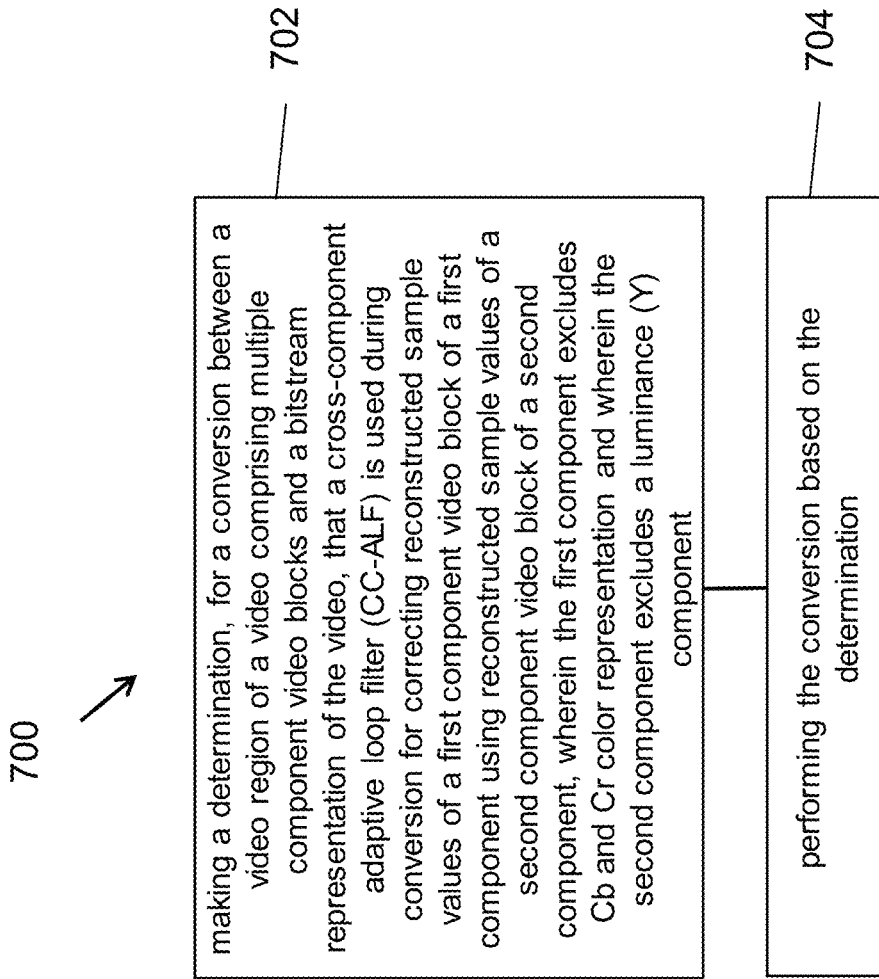 700
making a determination, for a conversion between a
video region of a video comprising multiple
component video blocks and a bitstream
representation of the video, that a cross-component
adaptive loop filter (CC-ALF) is used during
conversion for correcting reconstructed sample
values of a first component video block of a first
component using reconstructed sample values of a
second component video block of a second
component, wherein the first component excludes
Cb and Cr color representation and wherein the
second component excludes a luminance (Y)
component
702
performing the conversion based on the
determination
704